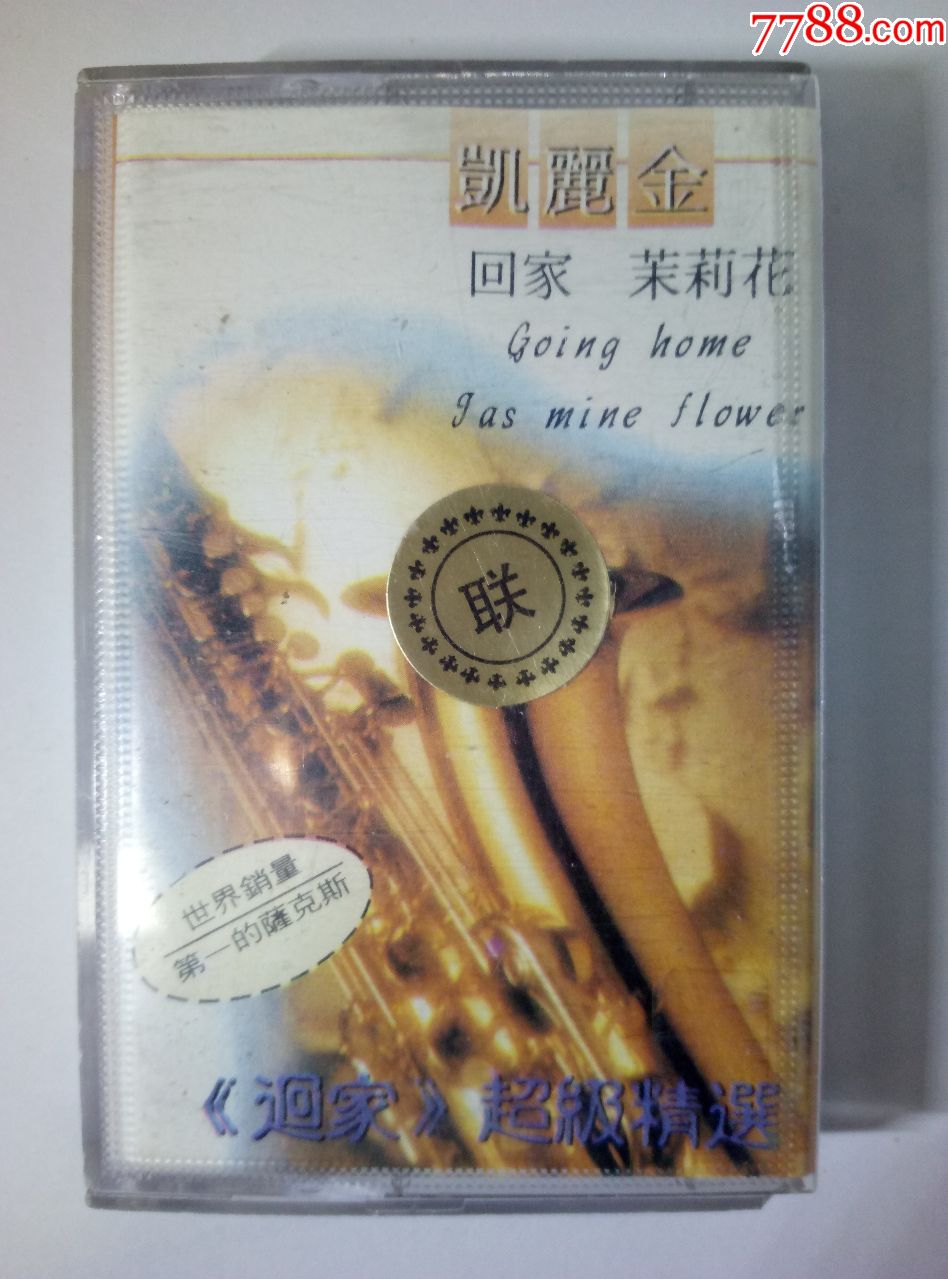 7788.com
凱麗金
回家 茉莉花
Going home
Jas mine flower
联
世界銷量
第一的薩克斯
《迴家》超級精選